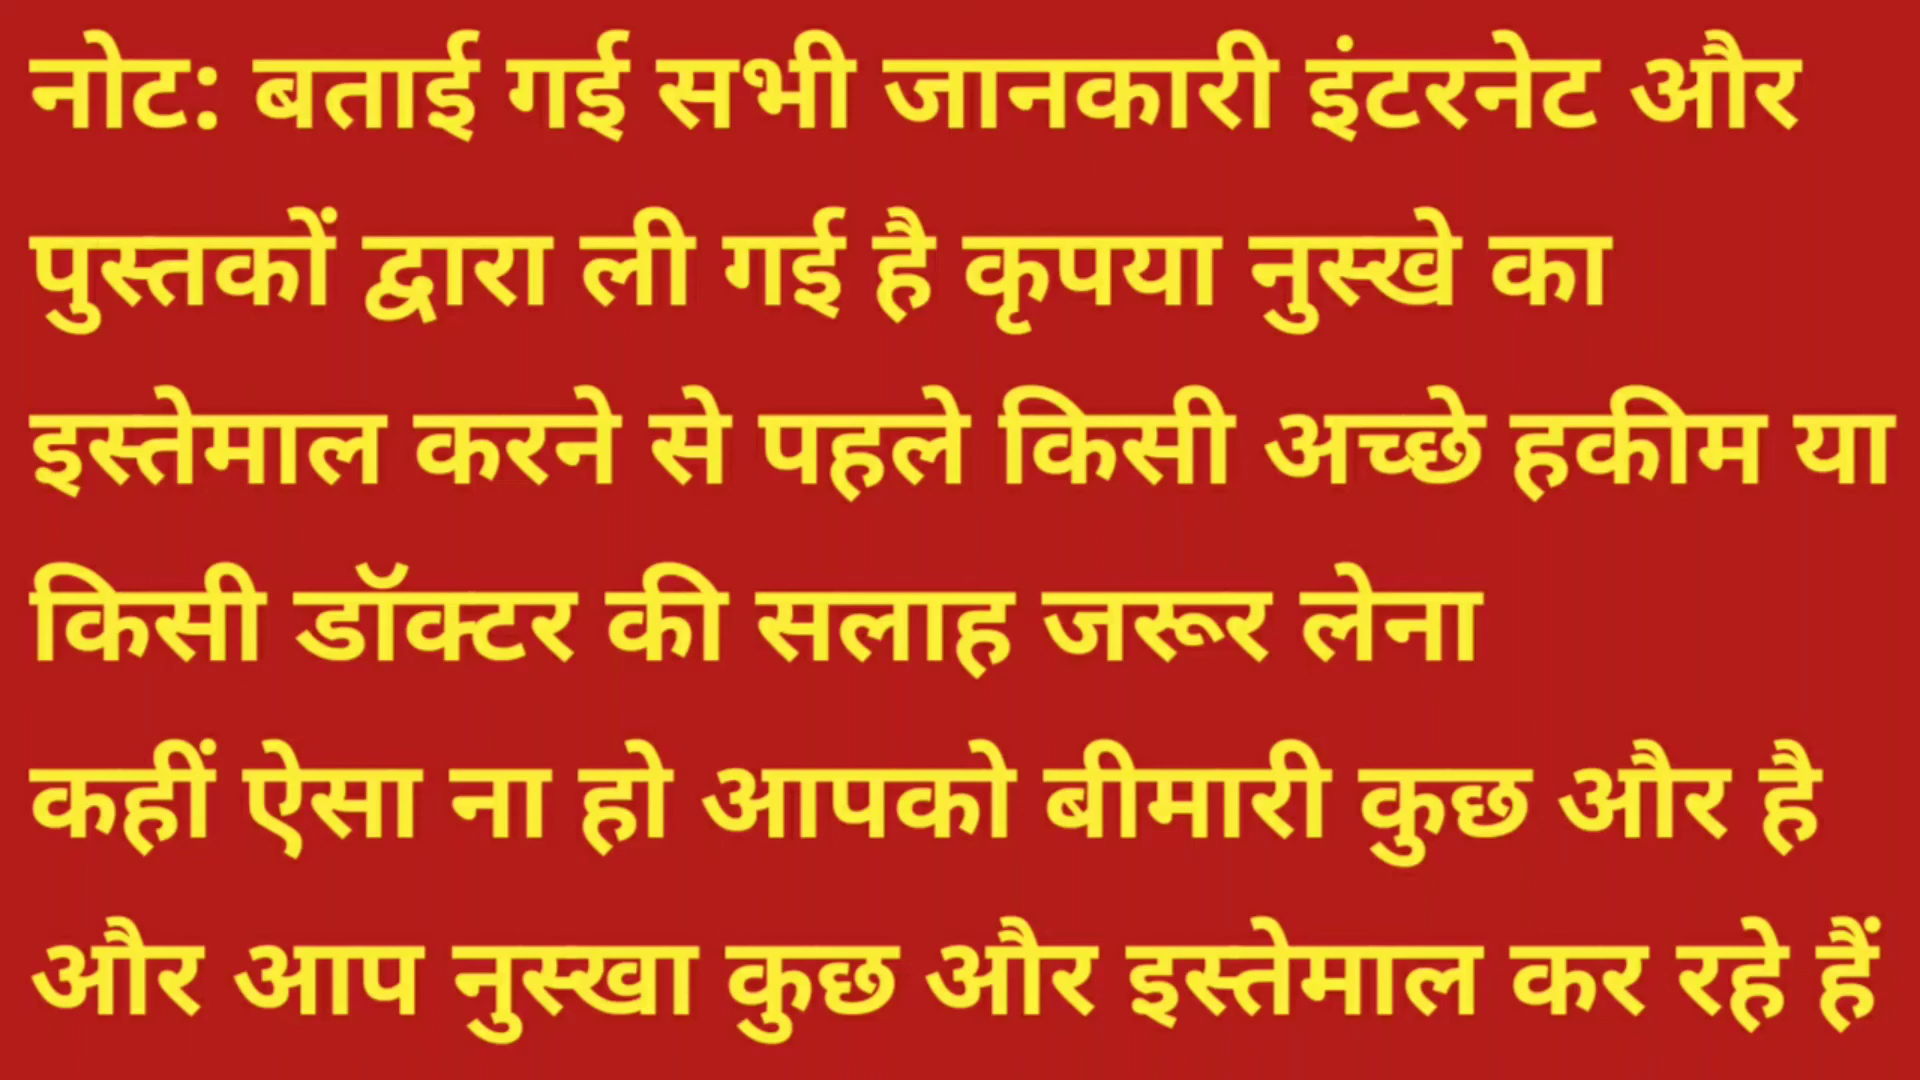 नोट: बताई गई सभी जानकारी इंटरनेट और
पुस्तकों द्वारा ली गई है कृपया नुस्खे का
इस्तेमाल करने से पहले किसी अच्छे हकीम या
किसी डॉक्टर की सलाह जरूर लेना
कहीं ऐसा ना हो आपको बीमारी कुछ और है
और आप नुस्खा कुछ और इस्तेमाल कर रहे हैं